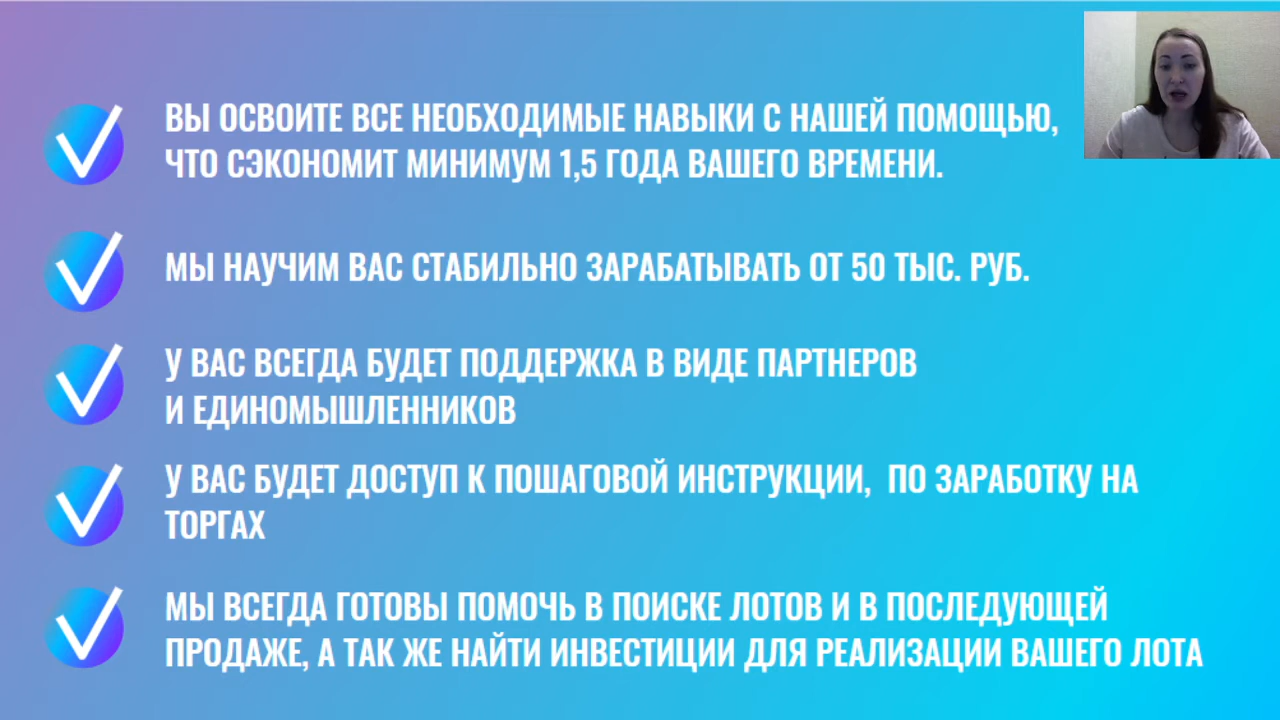 ВЫ ОСВОИТЕ ВСЕ НЕОБХОДИМЫЕ НАВЫКИ С НАШЕЙ ПОМОЩЬЮ,
ЧТО СЭКОНОМИТ МИНИМУМ 1,5 ГОДА ВАШЕГО ВРЕМЕНИ.
МЫ НАУЧИМ ВАС СТАБИЛЬНО ЗАРАБАТЫВАТЬ ОТ 50 ТЫС. РУБ.
У ВАС ВСЕГДА БУДЕТ ПОДДЕРЖКА В ВИДЕ ПАРТНЕРОВ
И ЕДИНОМЫШЛЕННИКОВ
У ВАС БУДЕТ ДОСТУП К ПОШАГОВОЙ ИНСТРУКЦИИ, ПО ЗАРАБОТКУ НА
ТОРГАХ
МЫ ВСЕГДА ГОТОВЫ ПОМОЧЬ В ПОИСКЕ ЛОТОВ И В ПОСЛЕДУЮЩЕЙ
ПРОДАЖЕ, А ТАК ЖЕ НАЙТИ ИНВЕСТИЦИИ ДЛЯ РЕАЛИЗАЦИИ ВАШЕГО ЛОТА